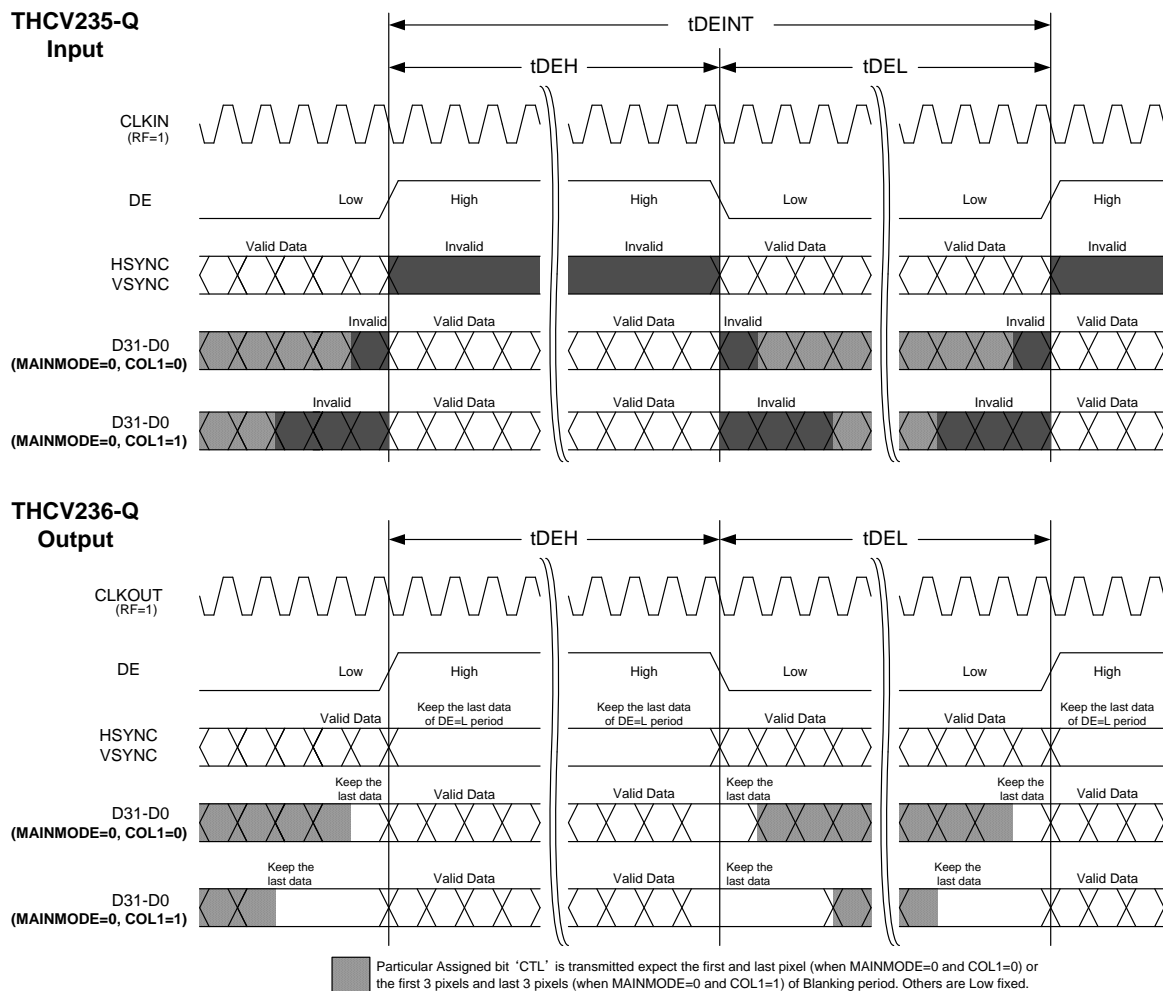 THCV235-Q
Input
tDEINT
tDEH
tDEL
CLKIN
(RF=1)
DE
Low
High
High
Low
Low
High
HSYNC
VSYNC
Valid Data
Invalid
Invalid
Valid Data
Valid Data
Invalid
D31-D0
(MAINMODE=0, COL1=0)
Invalid
Valid Data
Valid Data
Invalid
Invalid
Valid Data
D31-D0
(MAINMODE=0, COL1=1)
Invalid
Valid Data
Valid Data
Invalid
Invalid
Valid Data
THCV236-Q
Output
tDEH
tDEL
CLKOUT
(RF=1)
DE
Low
High
High
Low
Low
High
HSYNC
VSYNC
Valid Data
Keep the last data
of DE=L period
Keep the last data
of DE=L period
Valid Data
Valid Data
Keep the last data
of DE=L period
D31-D0
(MAINMODE=0, COL1=0)
Keep the
last data
Valid Data
Valid Data
Keep the
last data
Keep the
last data
Valid Data
D31-D0
(MAINMODE=0, COL1=1)
Keep the
last data
Valid Data
Valid Data
Keep the
last data
Keep the
last data
Valid Data
Particular Assigned bit ‘CTL’ is transmitted expect the first and last pixel (when MAINMODE=0 and COL1=0) or
the first 3 pixels and last 3 pixels (when MAINMODE=0 and COL1=1) of Blanking period. Others are Low fixed.